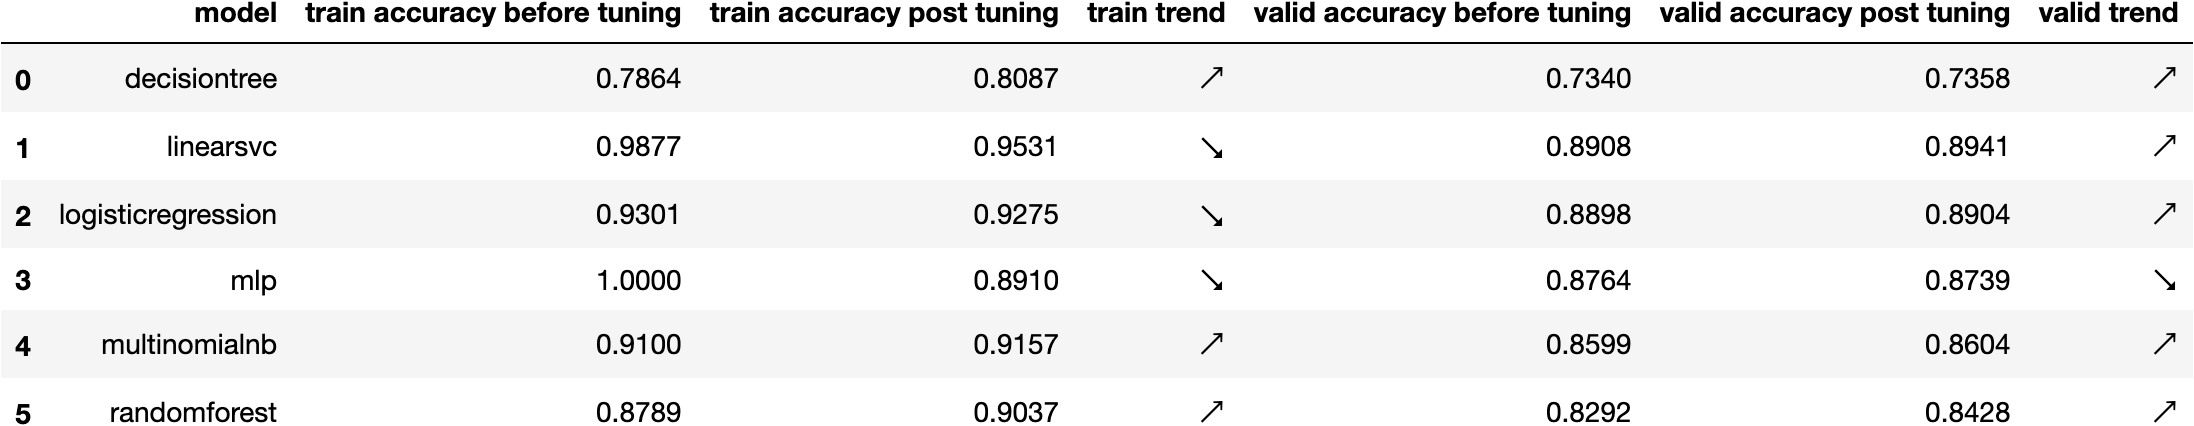 model train accuracy before tuning train accuracy post tuning train trend valid accuracy before tuning valid accuracy post tuning valid trend
0 decisiontree 0.7864 0.8087 ↗ 0.7340 0.7358 ↗
1 linearsvc 0.9877 0.9531 ↘ 0.8908 0.8941 ↗
2 logisticregression 0.9301 0.9275 ↘ 0.8898 0.8904 ↗
3 mlp 1.0000 0.8910 ↘ 0.8764 0.8739 ↘
4 multinomialnb 0.9100 0.9157 ↗ 0.8599 0.8604 ↗
5 randomforest 0.8789 0.9037 ↗ 0.8292 0.8428 ↗